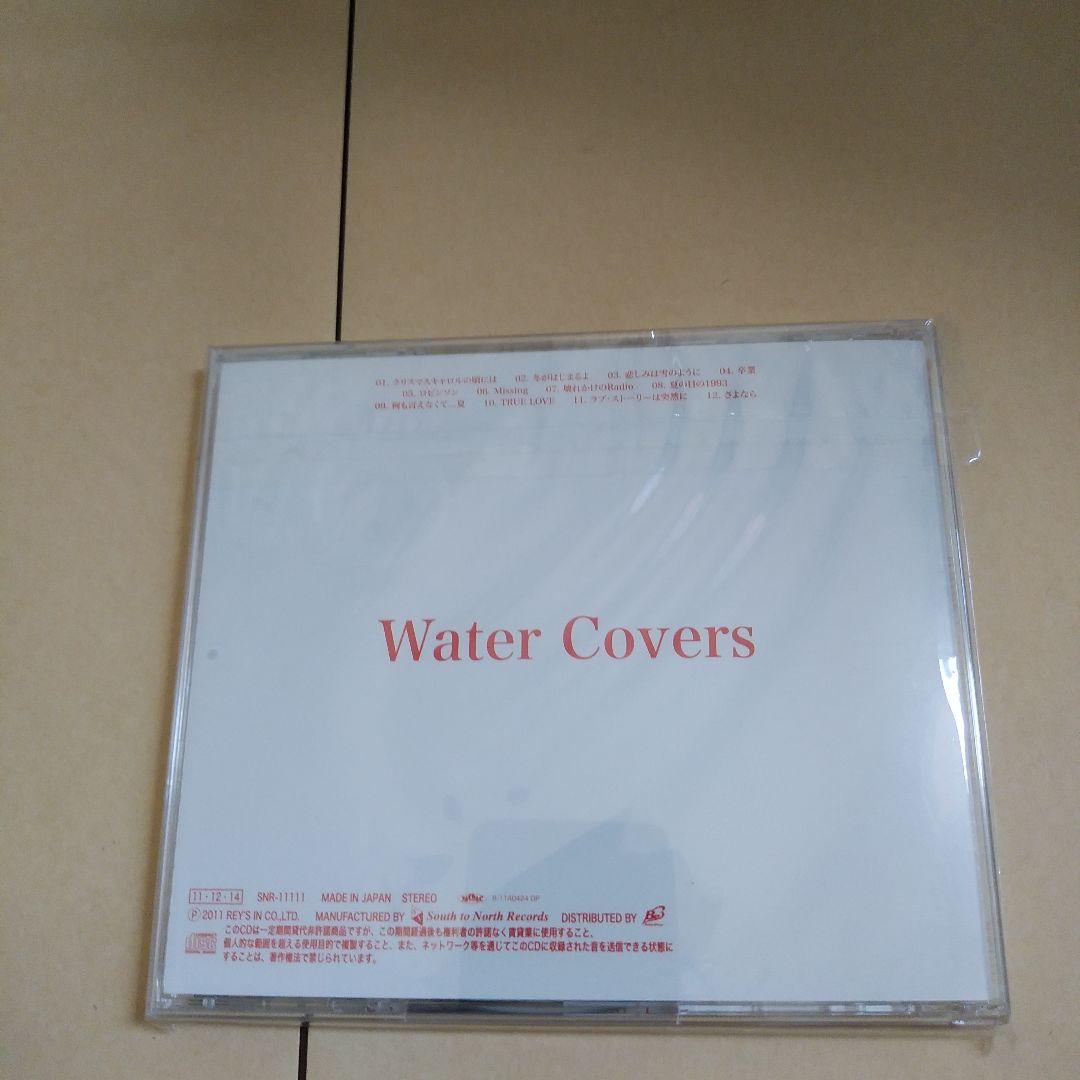 01. クリスマスキャロルの頃には 02. 冬がはじまるよ 03. 悲しみは雪のように 04. 卒業
05. ロビンソン 06. Missing 07. 壊れかけのRadio 08. 夏の日の1993
09. 何も言えなくて…夏 10. TRUE LOVE 11. ラブ・ストーリーは突然に 12. さよなら
Water Covers
11・12・14 SNR-11111 MADE IN JAPAN STEREO
Ⓟ 2011 REY'S IN CO.,LTD. MANUFACTURED BY South to North Records DISTRIBUTED BY
このCDは一定期間貸代非許諾商品ですが、この期間経過後も権利者の許諾なく賃貸業に使用すること、
個人的な範囲を超える使用目的で複製すること、また、ネットワーク等を通じてこのCDに収録された音を送信できる状態に
することは、著作権法で禁じられています。